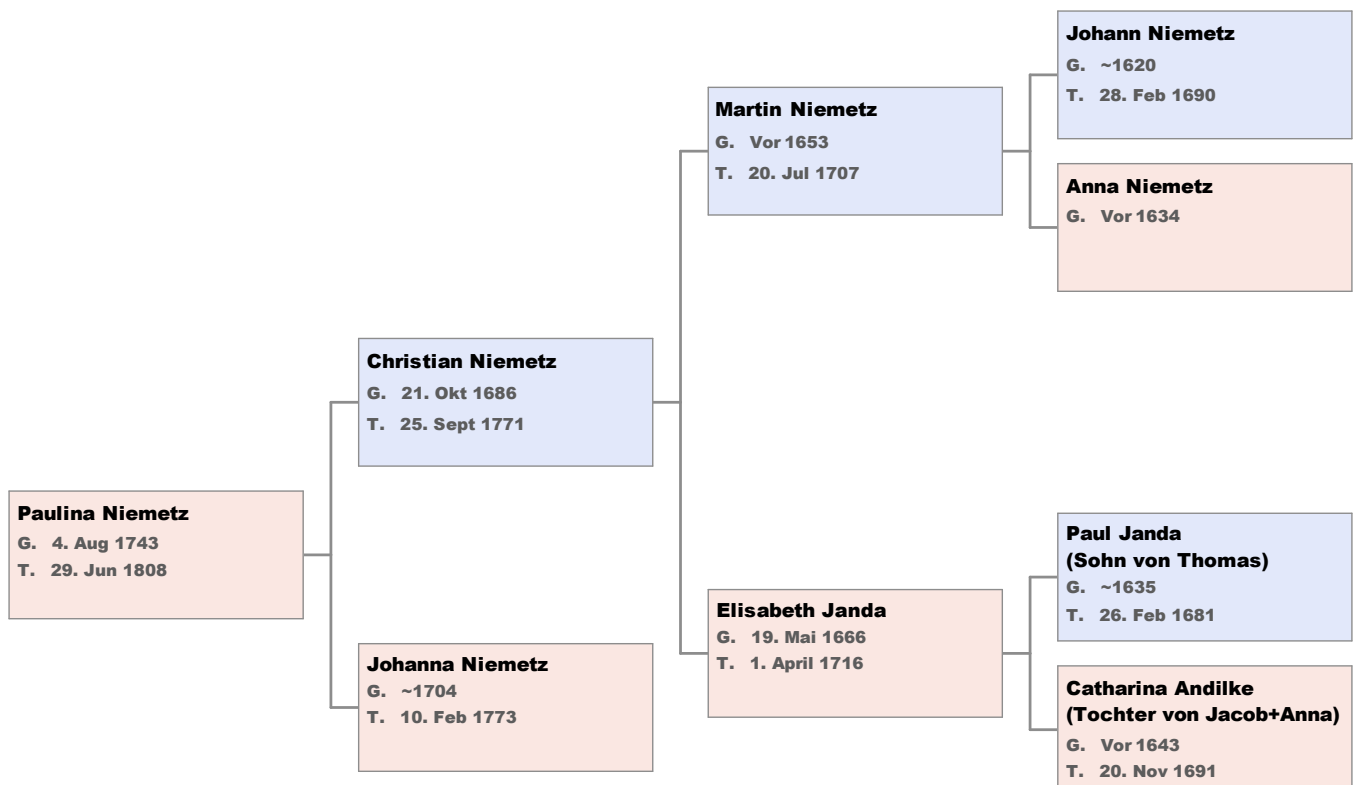 Johann Niemetz
G. ~1620
T. 28. Feb 1690
Martin Niemetz
G. Vor 1653
T. 20. Jul 1707
Anna Niemetz
G. Vor 1634
Christian Niemetz
G. 21. Okt 1686
T. 25. Sept 1771
Paulina Niemetz
G. 4. Aug 1743
T. 29. Jun 1808
Paul Janda
(Sohn von Thomas)
G. ~1635
T. 26. Feb 1681
Elisabeth Janda
G. 19. Mai 1666
T. 1. April 1716
Johanna Niemetz
G. ~1704
T. 10. Feb 1773
Catharina Andilke
(Tochter von Jacob+Anna)
G. Vor 1643
T. 20. Nov 1691